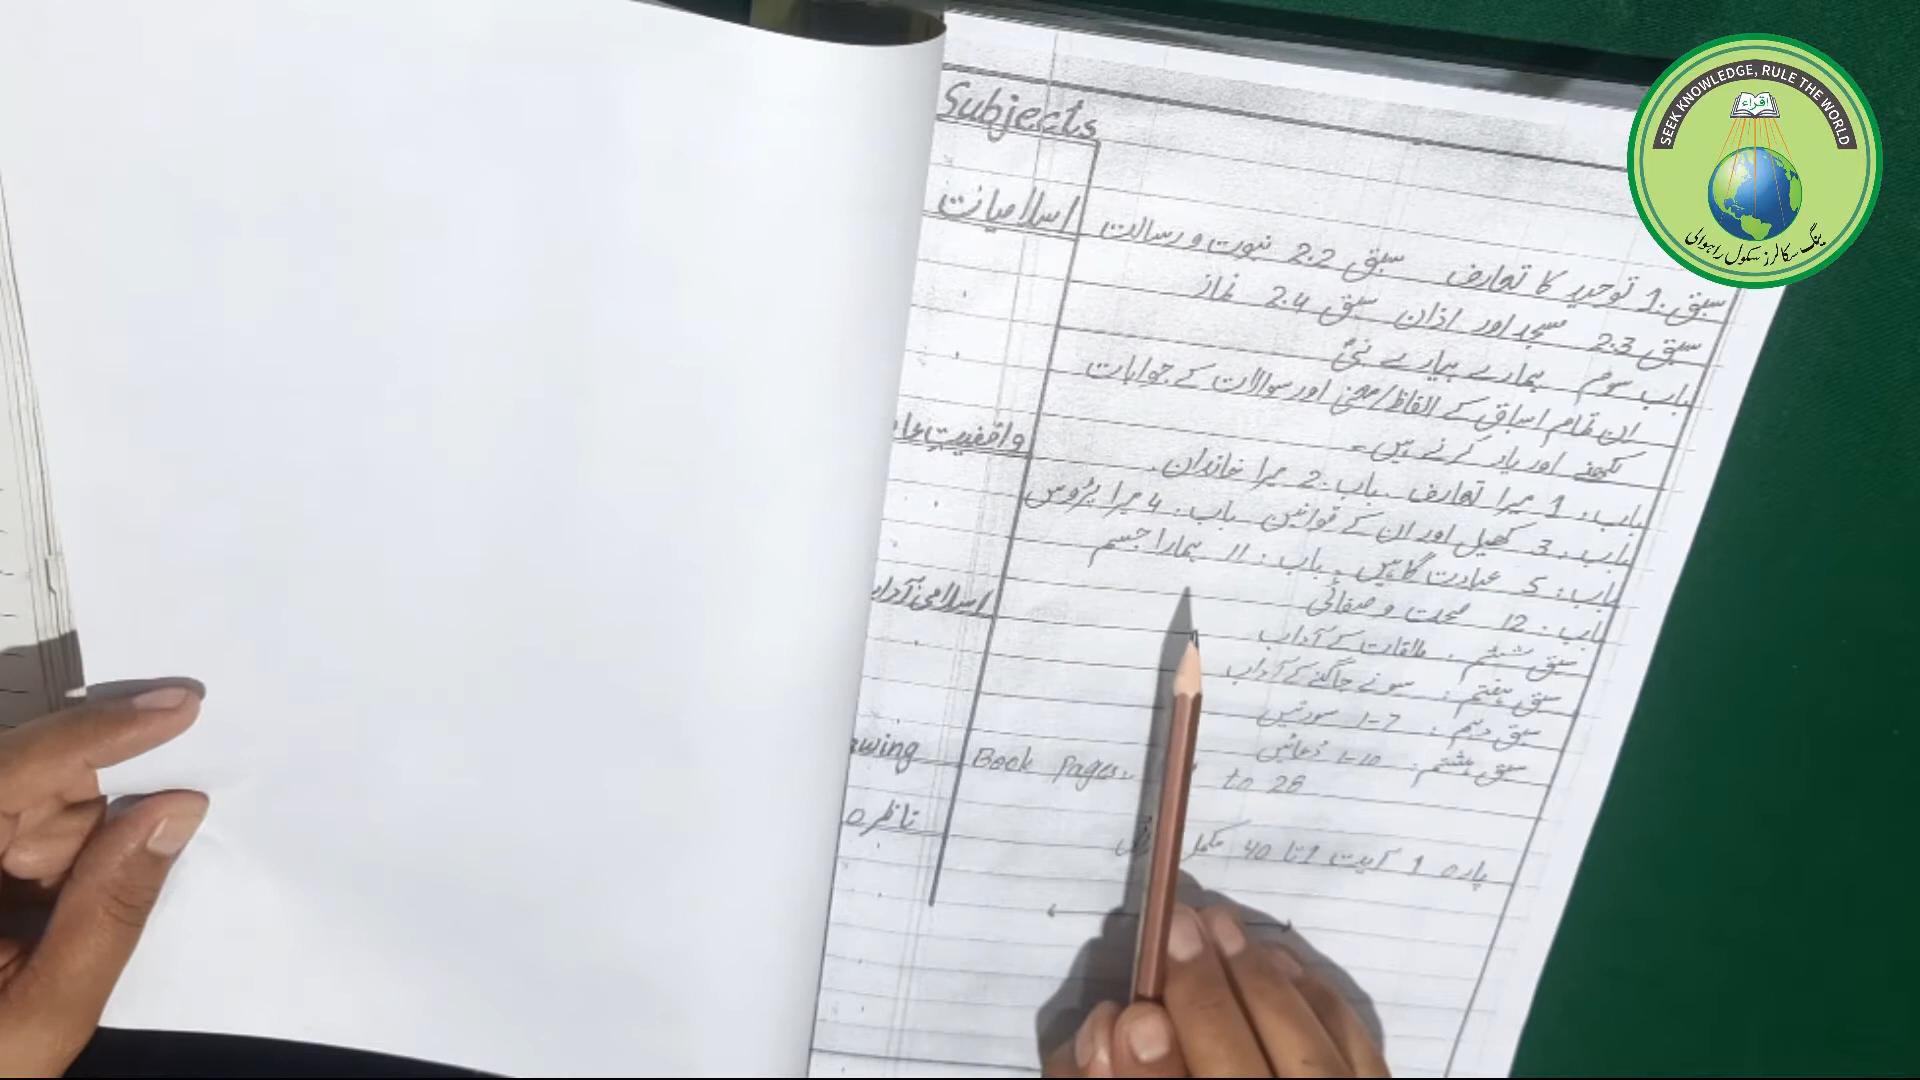 Subjects
اسلامیات
سبق:1 توحید کا تعارف سبق 2.2 نبوت و رسالت
سبق 2.3 مسجد اور اذان سبق 2.4 نماز
باب سوم ہمارے پیارے نبیؐ
ان تمام اسباق کے الفاظ/معنی اور سوالات کے جوابات
لکھنے اور یاد کرنے ہیں۔
واقفیتِ عا
باب: 1 میرا تعارف باب: 2 میرا خاندان۔
باب: 3 کھیل اور ان کے قوانین باب: 4 میرا پڑوس
باب: 5 عبادت گاہیں۔ باب: 11 ہمارا جسم
باب: 12 صحت و صفائی
اسلامی آداب
سبق ششم: ملاقات کے آداب
سبق ہفتم: سونے جاگنے کے آداب
سبق دہم: 1-7 سورتیں
سبق ہشتم: 1-10 دعائیں
awing
Book Pages: to 28
ناظرہ
پارہ 1 آیت 1 تا 40 مکمل
SEEK KNOWLEDGE, RULE THE WORLD
اقراء
ینگ سکالرز سکول راہوالی